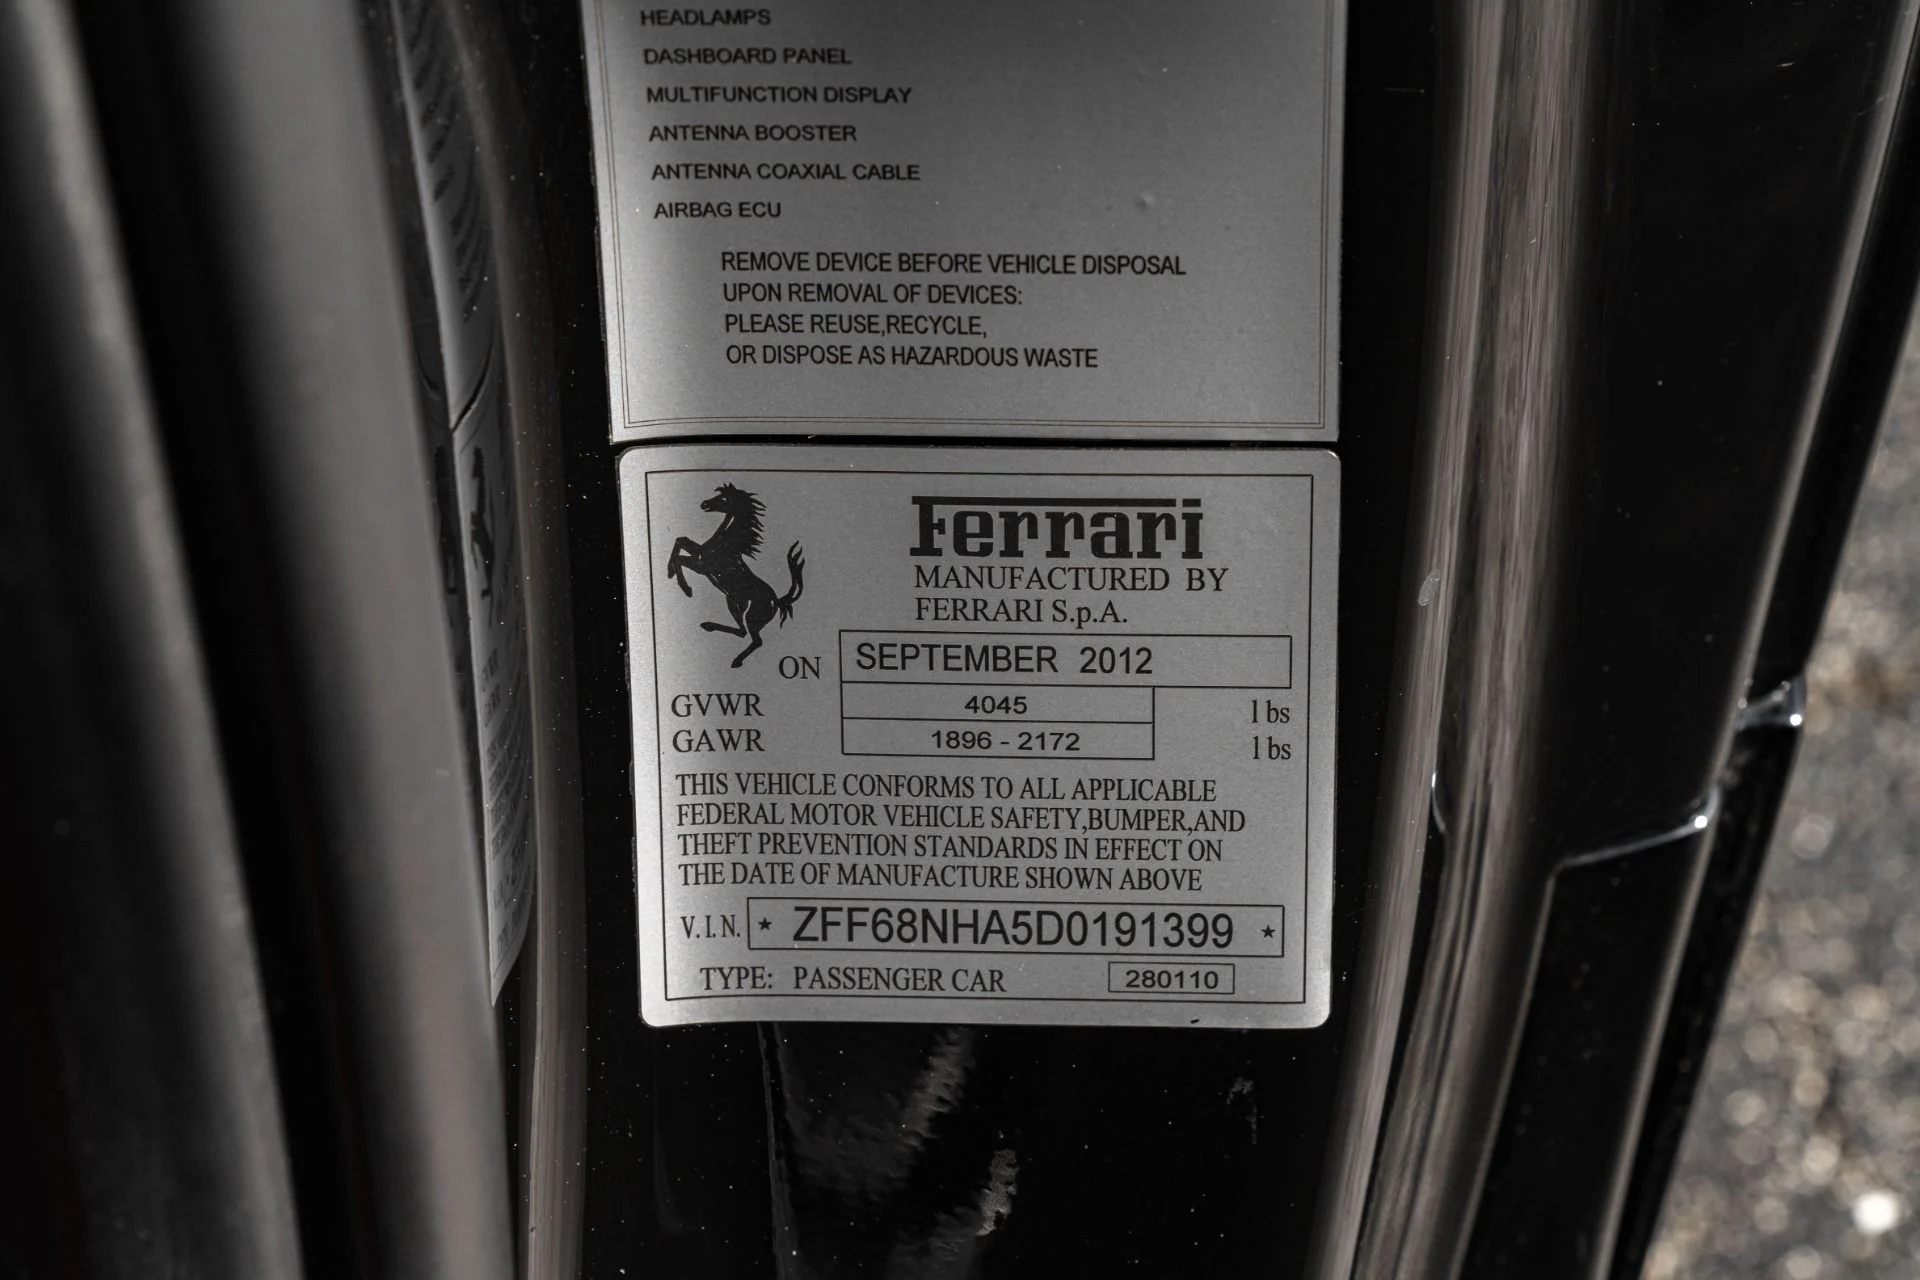 HEADLAMPS
DASHBOARD PANEL
MULTIFUNCTION DISPLAY
ANTENNA BOOSTER
ANTENNA COAXIAL CABLE
AIRBAG ECU
REMOVE DEVICE BEFORE VEHICLE DISPOSAL
UPON REMOVAL OF DEVICES:
PLEASE REUSE,RECYCLE,
OR DISPOSE AS HAZARDOUS WASTE
Ferrari
MANUFACTURED BY
FERRARI S.p.A.
ON SEPTEMBER 2012
GVWR 4045 lbs
GAWR 1896 - 2172 lbs
THIS VEHICLE CONFORMS TO ALL APPLICABLE
FEDERAL MOTOR VEHICLE SAFETY,BUMPER,AND
THEFT PREVENTION STANDARDS IN EFFECT ON
THE DATE OF MANUFACTURE SHOWN ABOVE
V.I.N. ★ ZFF68NHA5D0191399 ★
TYPE: PASSENGER CAR 280110